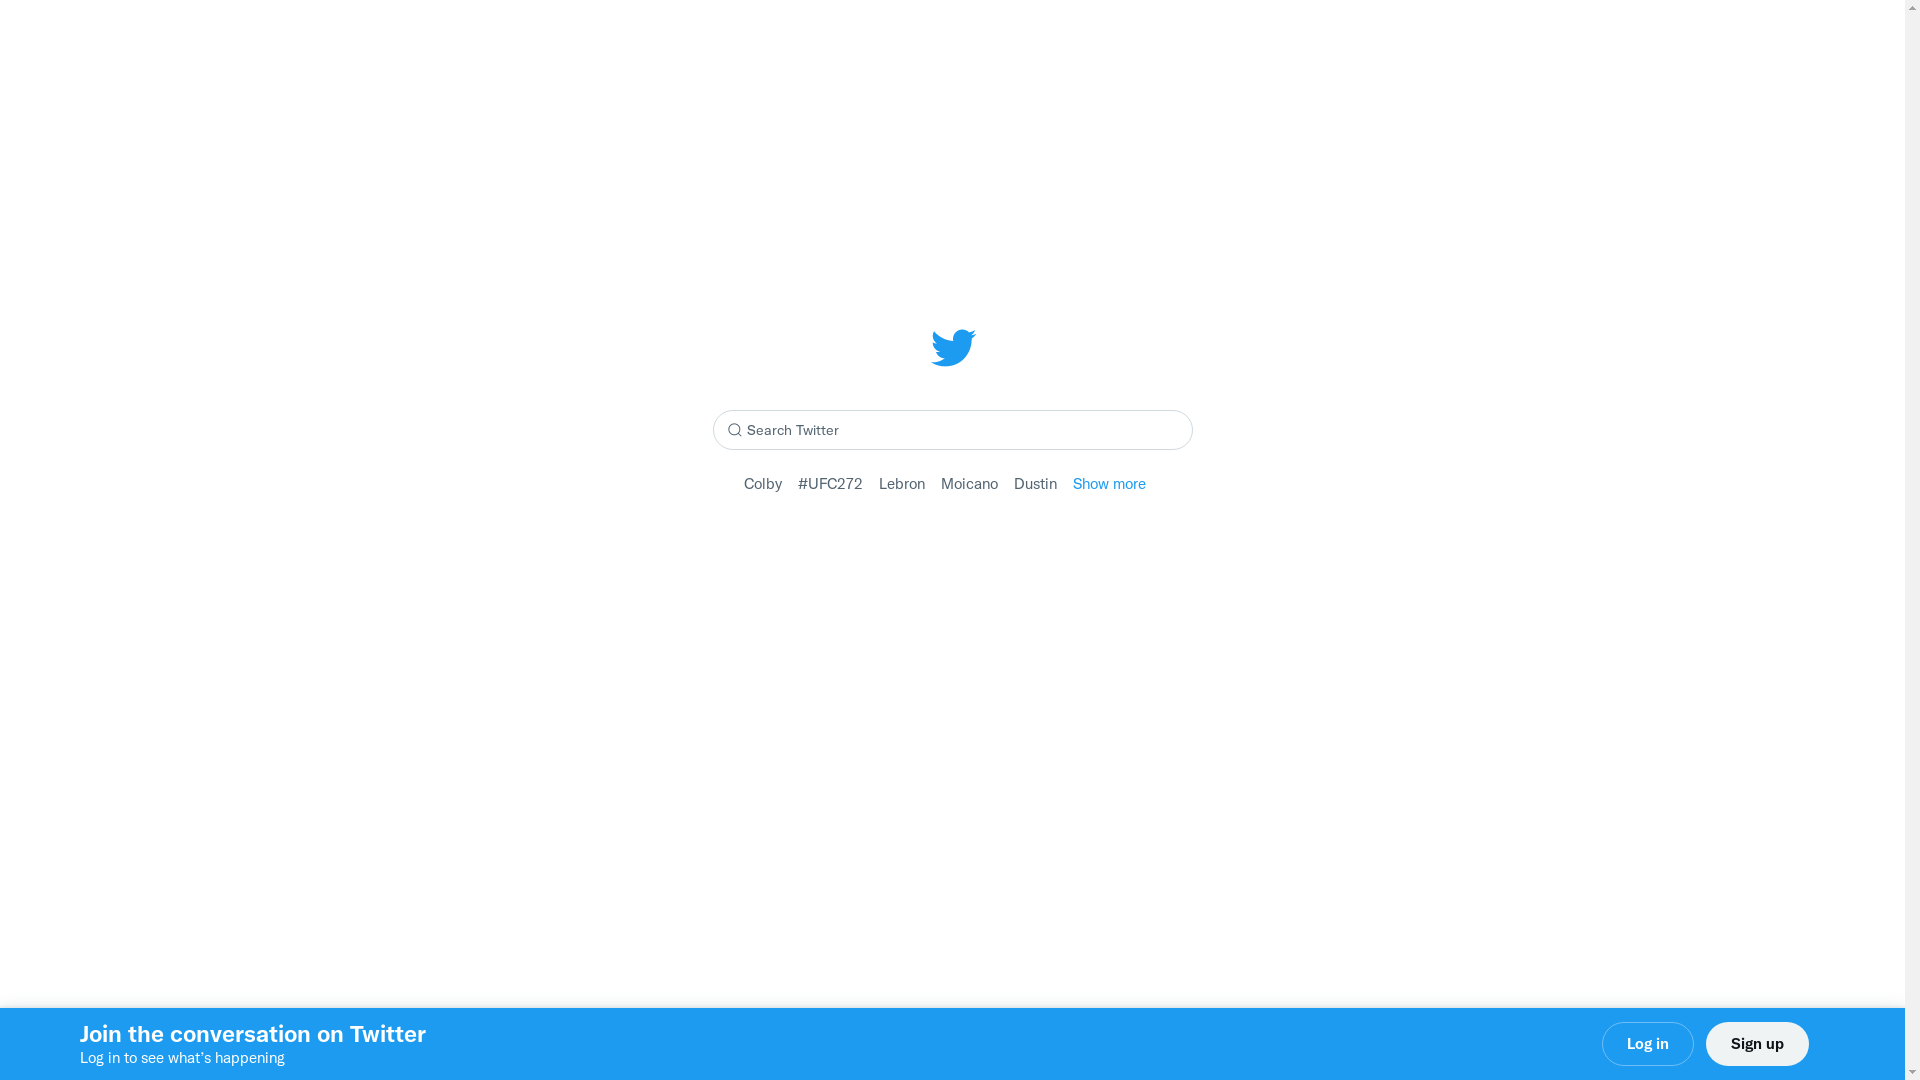 Search Twitter
Colby #UFC272 Lebron Moicano Dustin Show more
Join the conversation on Twitter
Log in to see what’s happening
Log in
Sign up